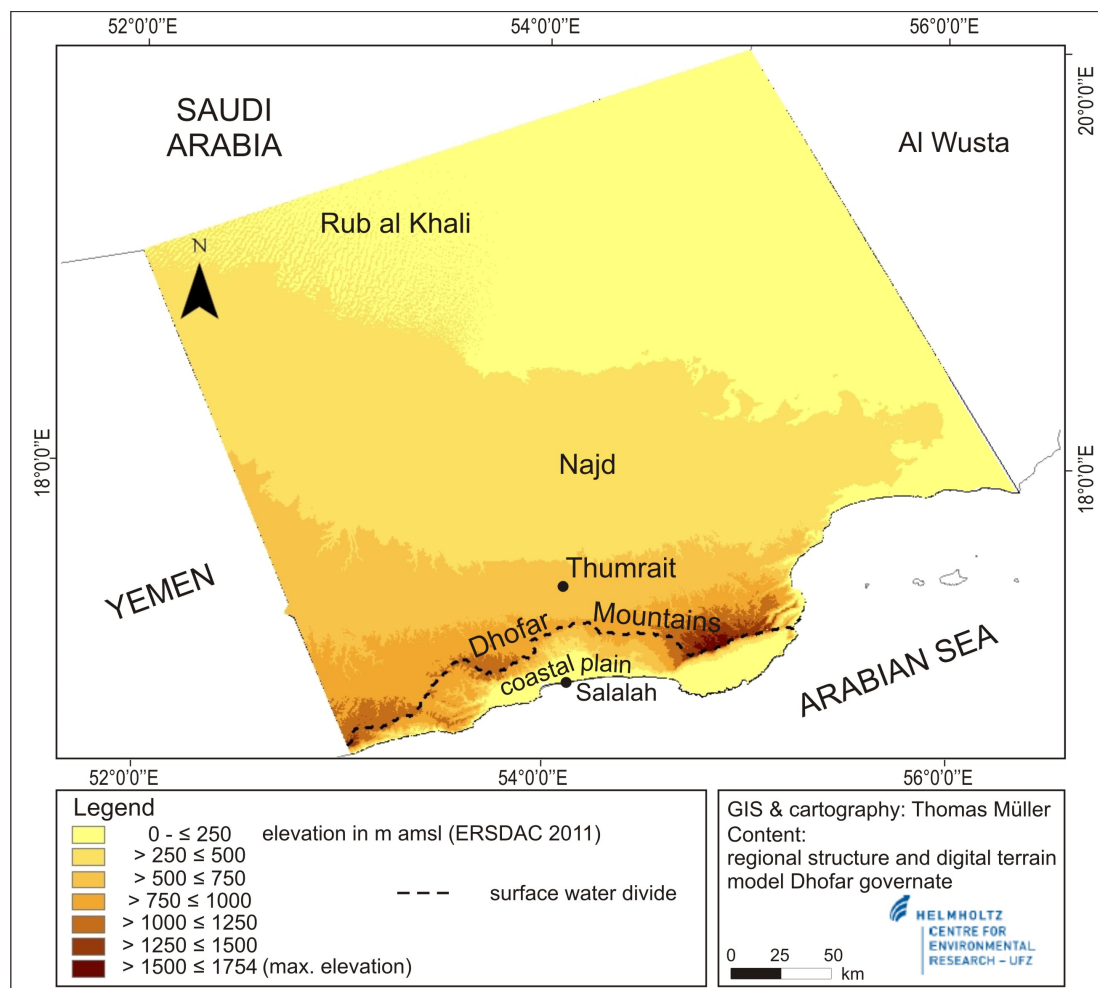 52°0'0"E 54°0'0"E 56°0'0"E
20°0'0"E
SAUDI
ARABIA
Al Wusta
Rub al Khali
N
18°0'0"E
18°0'0"E
Najd
Thumrait
YEMEN
Dhofar Mountains
coastal plain
Salalah
ARABIAN SEA
52°0'0"E 54°0'0"E 56°0'0"E
Legend
0 - ≤ 250 elevation in m amsl (ERSDAC 2011)
> 250 ≤ 500
> 500 ≤ 750
> 750 ≤ 1000
surface water divide
> 1000 ≤ 1250
> 1250 ≤ 1500
> 1500 ≤ 1754 (max. elevation)
GIS & cartography: Thomas Müller
Content:
regional structure and digital terrain
model Dhofar governate
HELMHOLTZ
CENTRE FOR
ENVIRONMENTAL
RESEARCH – UFZ
0 25 50
km